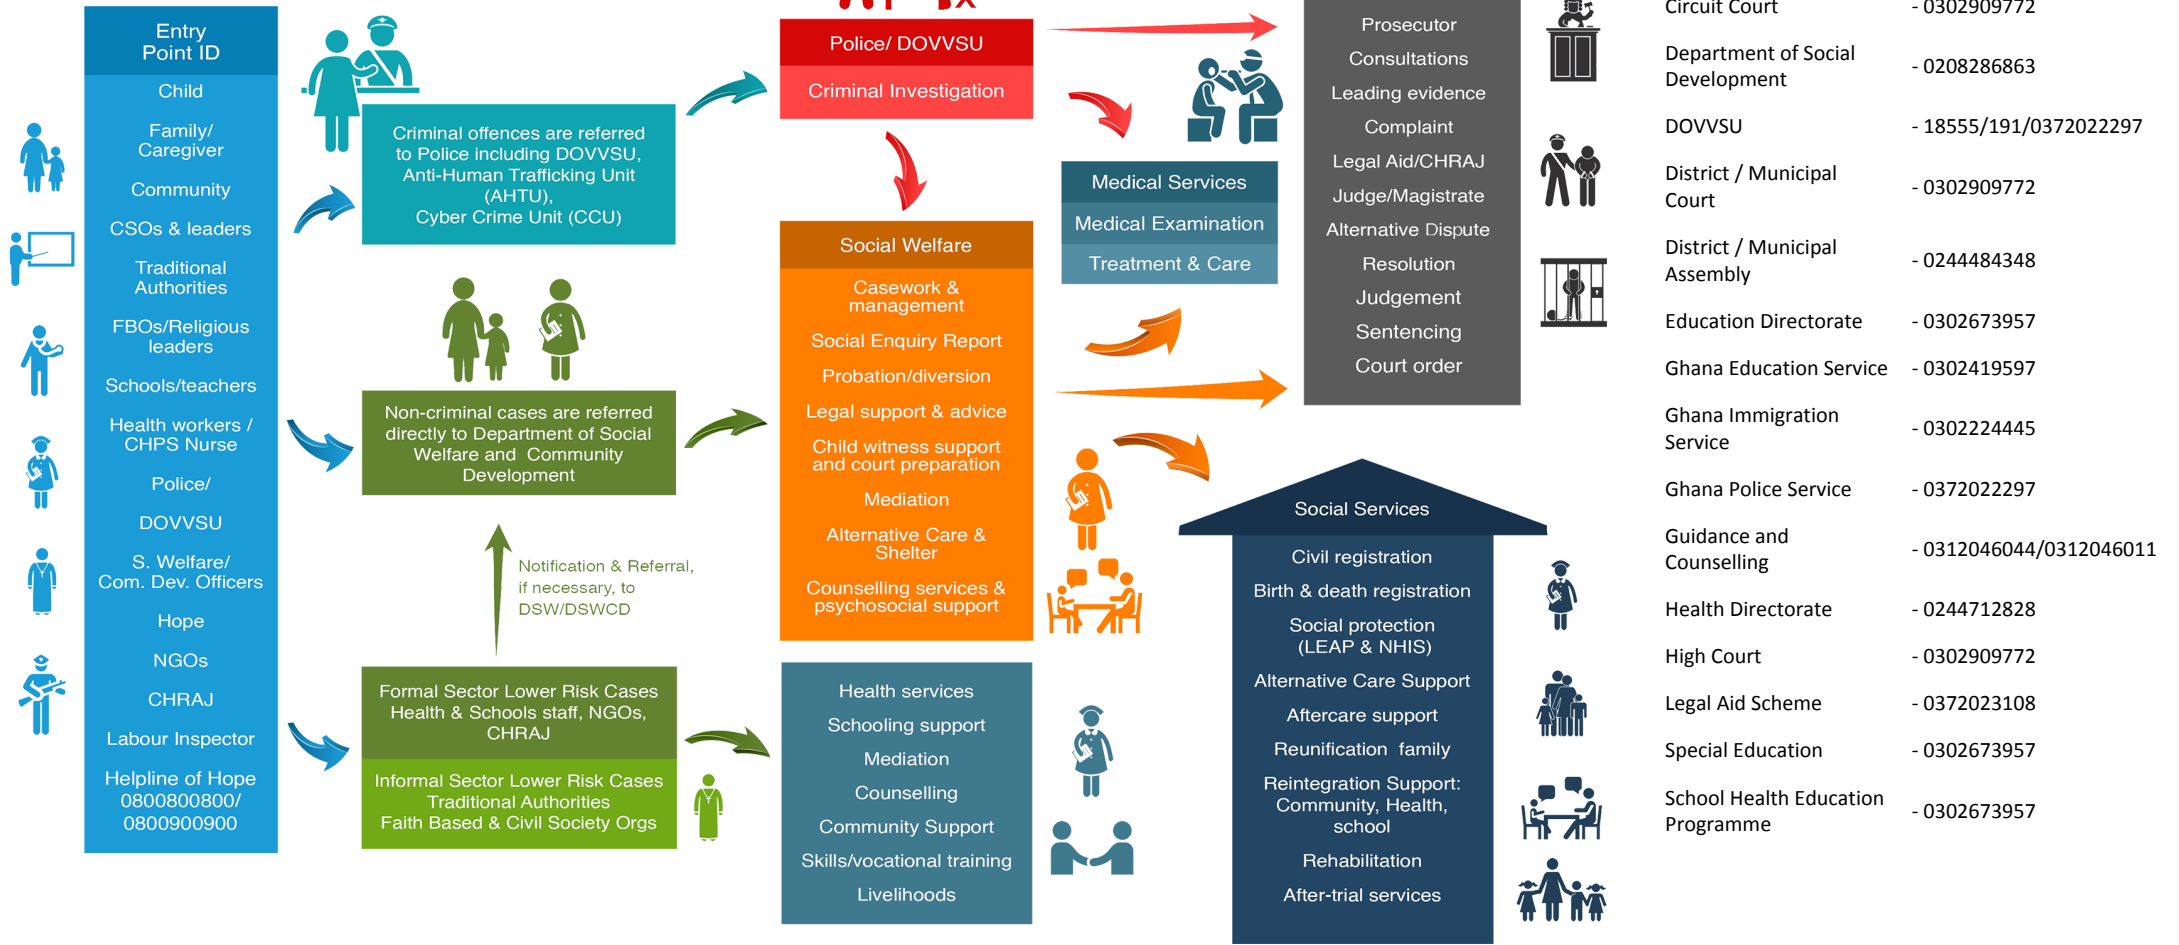 Entry
Point ID
Child
Family/
Caregiver
Community
CSOs & leaders
Traditional
Authorities
FBOs/Religious
leaders
Schools/teachers
Health workers /
CHPS Nurse
Police/
DOVVSU
S. Welfare/
Com. Dev. Officers
Hope
NGOs
CHRAJ
Labour Inspector
Helpline of Hope
0800800800/
0800900900
Criminal offences are referred
to Police including DOVVSU,
Anti-Human Trafficking Unit
(AHTU),
Cyber Crime Unit (CCU)
Non-criminal cases are referred
directly to Department of Social
Welfare and Community
Development
Notification & Referral,
if necessary, to
DSW/DSWCD
Formal Sector Lower Risk Cases
Health & Schools staff, NGOs,
CHRAJ
Informal Sector Lower Risk Cases
Traditional Authorities
Faith Based & Civil Society Orgs
Police/ DOVVSU
Criminal Investigation
Social Welfare
Casework &
management
Social Enquiry Report
Probation/diversion
Legal support & advice
Child witness support
and court preparation
Mediation
Alternative Care &
Shelter
Counselling services &
psychosocial support
Health services
Schooling support
Mediation
Counselling
Community Support
Skills/vocational training
Livelihoods
Medical Services
Medical Examination
Treatment & Care
Prosecutor
Consultations
Leading evidence
Complaint
Legal Aid/CHRAJ
Judge/Magistrate
Alternative Dispute
Resolution
Judgement
Sentencing
Court order
Social Services
Civil registration
Birth & death registration
Social protection
(LEAP & NHIS)
Alternative Care Support
Aftercare support
Reunification family
Reintegration Support:
Community, Health,
school
Rehabilitation
After-trial services
Circuit Court - 0302909772
Department of Social
Development - 0208286863
DOVVSU - 18555/191/0372022297
District / Municipal
Court - 0302909772
District / Municipal
Assembly - 0244484348
Education Directorate - 0302673957
Ghana Education Service - 0302419597
Ghana Immigration
Service - 0302224445
Ghana Police Service - 0372022297
Guidance and
Counselling - 0312046044/0312046011
Health Directorate - 0244712828
High Court - 0302909772
Legal Aid Scheme - 0372023108
Special Education - 0302673957
School Health Education
Programme - 0302673957